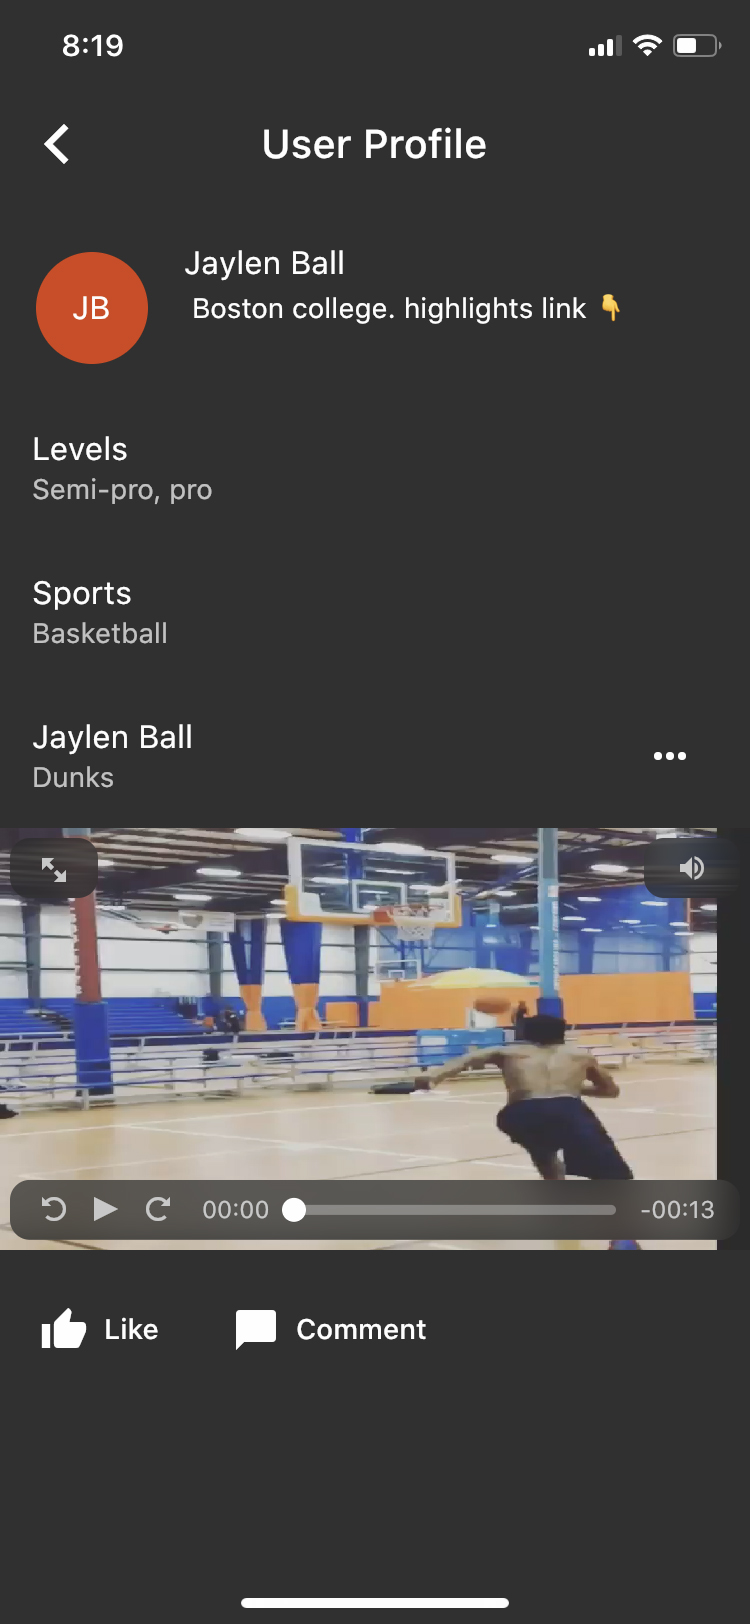 8:19
User Profile
JB
Jaylen Ball
Boston college. highlights link 👇
Levels
Semi-pro, pro
Sports
Basketball
Jaylen Ball
Dunks
00:00 -00:13
Like Comment